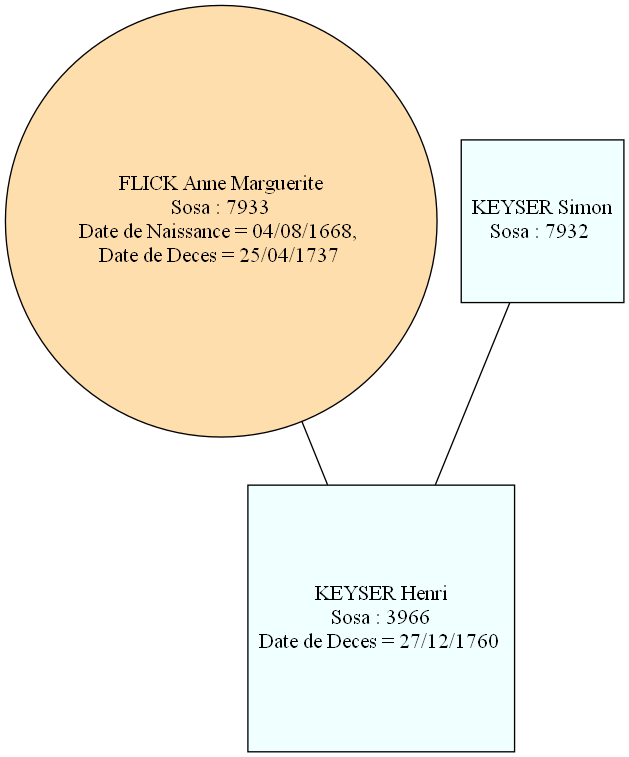 FLICK Anne Marguerite
Sosa : 7933
Date de Naissance = 04/08/1668,
Date de Deces = 25/04/1737
KEYSER Simon
Sosa : 7932
KEYSER Henri
Sosa : 3966
Date de Deces = 27/12/1760